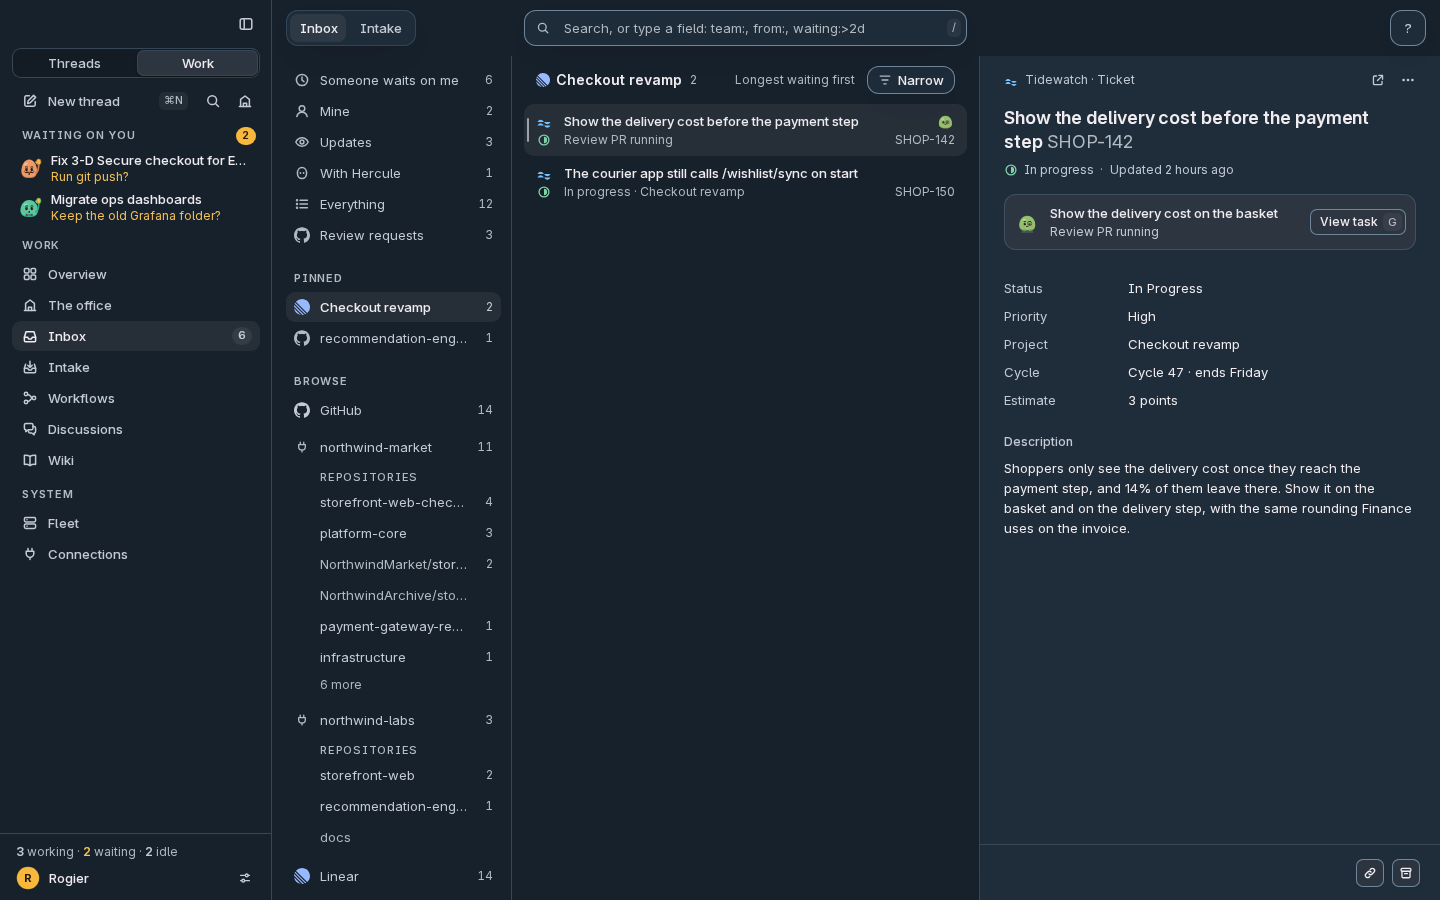 Threads
Work
New thread
⌘N
WAITING ON YOU
2
Fix 3-D Secure checkout for E…
Run git push?
Migrate ops dashboards
Keep the old Grafana folder?
WORK
Overview
The office
Inbox
6
Intake
Workflows
Discussions
Wiki
SYSTEM
Fleet
Connections
3 working · 2 waiting · 2 idle
R
Rogier
Inbox
Intake
Someone waits on me
6
Mine
2
Updates
3
With Hercule
1
Everything
12
Review requests
3
PINNED
Checkout revamp
2
recommendation-eng…
1
BROWSE
GitHub
14
northwind-market
11
REPOSITORIES
storefront-web-chec…
4
platform-core
3
NorthwindMarket/stor…
2
NorthwindArchive/sto…
payment-gateway-re…
1
infrastructure
1
6 more
northwind-labs
3
REPOSITORIES
storefront-web
2
recommendation-eng…
1
docs
Linear
14
Search, or type a field: team:, from:, waiting:>2d
/
Checkout revamp 2
Longest waiting first
Narrow
Show the delivery cost before the payment step
Review PR running
SHOP-142
The courier app still calls /wishlist/sync on start
In progress · Checkout revamp
SHOP-150
?
Tidewatch · Ticket
Show the delivery cost before the payment
step SHOP-142
In progress · Updated 2 hours ago
Show the delivery cost on the basket
Review PR running
View task G
Status
In Progress
Priority
High
Project
Checkout revamp
Cycle
Cycle 47 · ends Friday
Estimate
3 points
Description
Shoppers only see the delivery cost once they reach the
payment step, and 14% of them leave there. Show it on the
basket and on the delivery step, with the same rounding Finance
uses on the invoice.